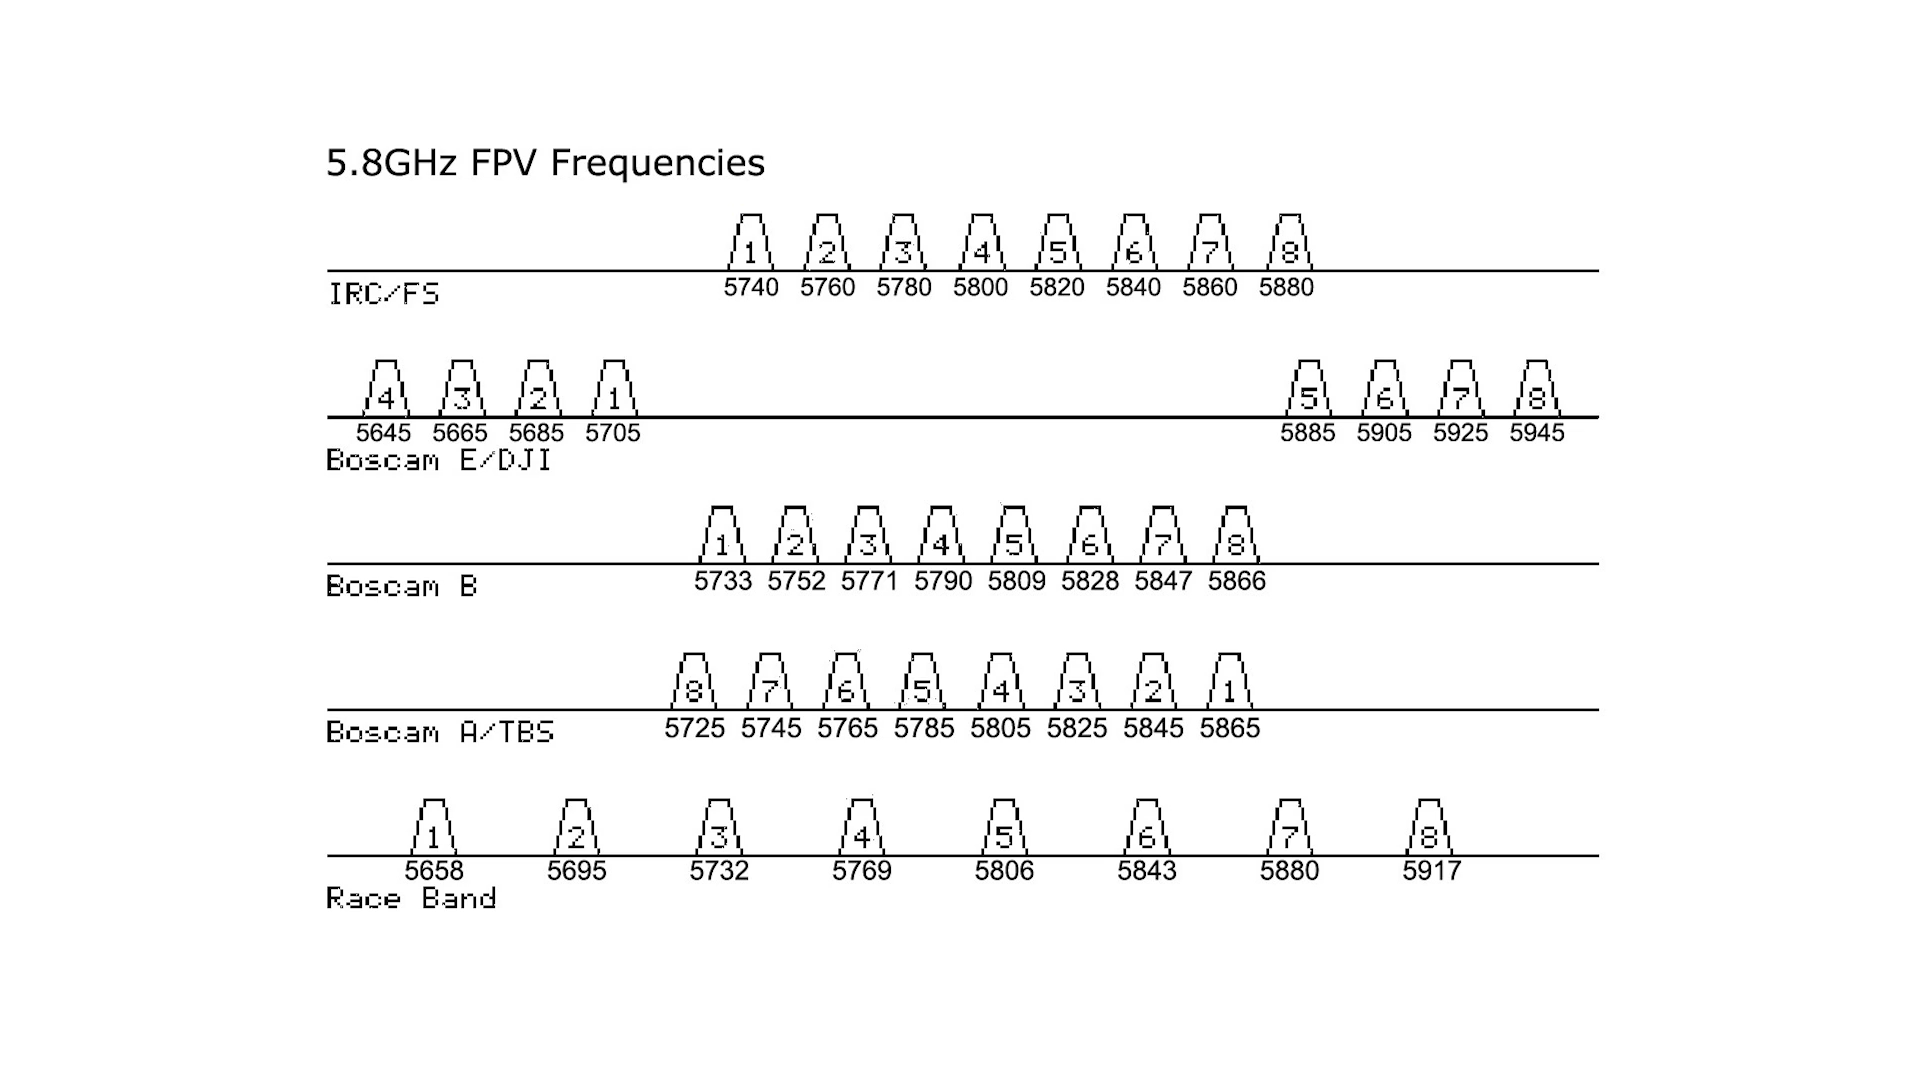 5.8GHz FPV Frequencies
1 2 3 4 5 6 7 8
5740 5760 5780 5800 5820 5840 5860 5880
IRC/FS
4 3 2 1 5 6 7 8
5645 5665 5685 5705 5885 5905 5925 5945
Boscam E/DJI
1 2 3 4 5 6 7 8
5733 5752 5771 5790 5809 5828 5847 5866
Boscam B
8 7 6 5 4 3 2 1
5725 5745 5765 5785 5805 5825 5845 5865
Boscam A/TBS
1 2 3 4 5 6 7 8
5658 5695 5732 5769 5806 5843 5880 5917
Race Band